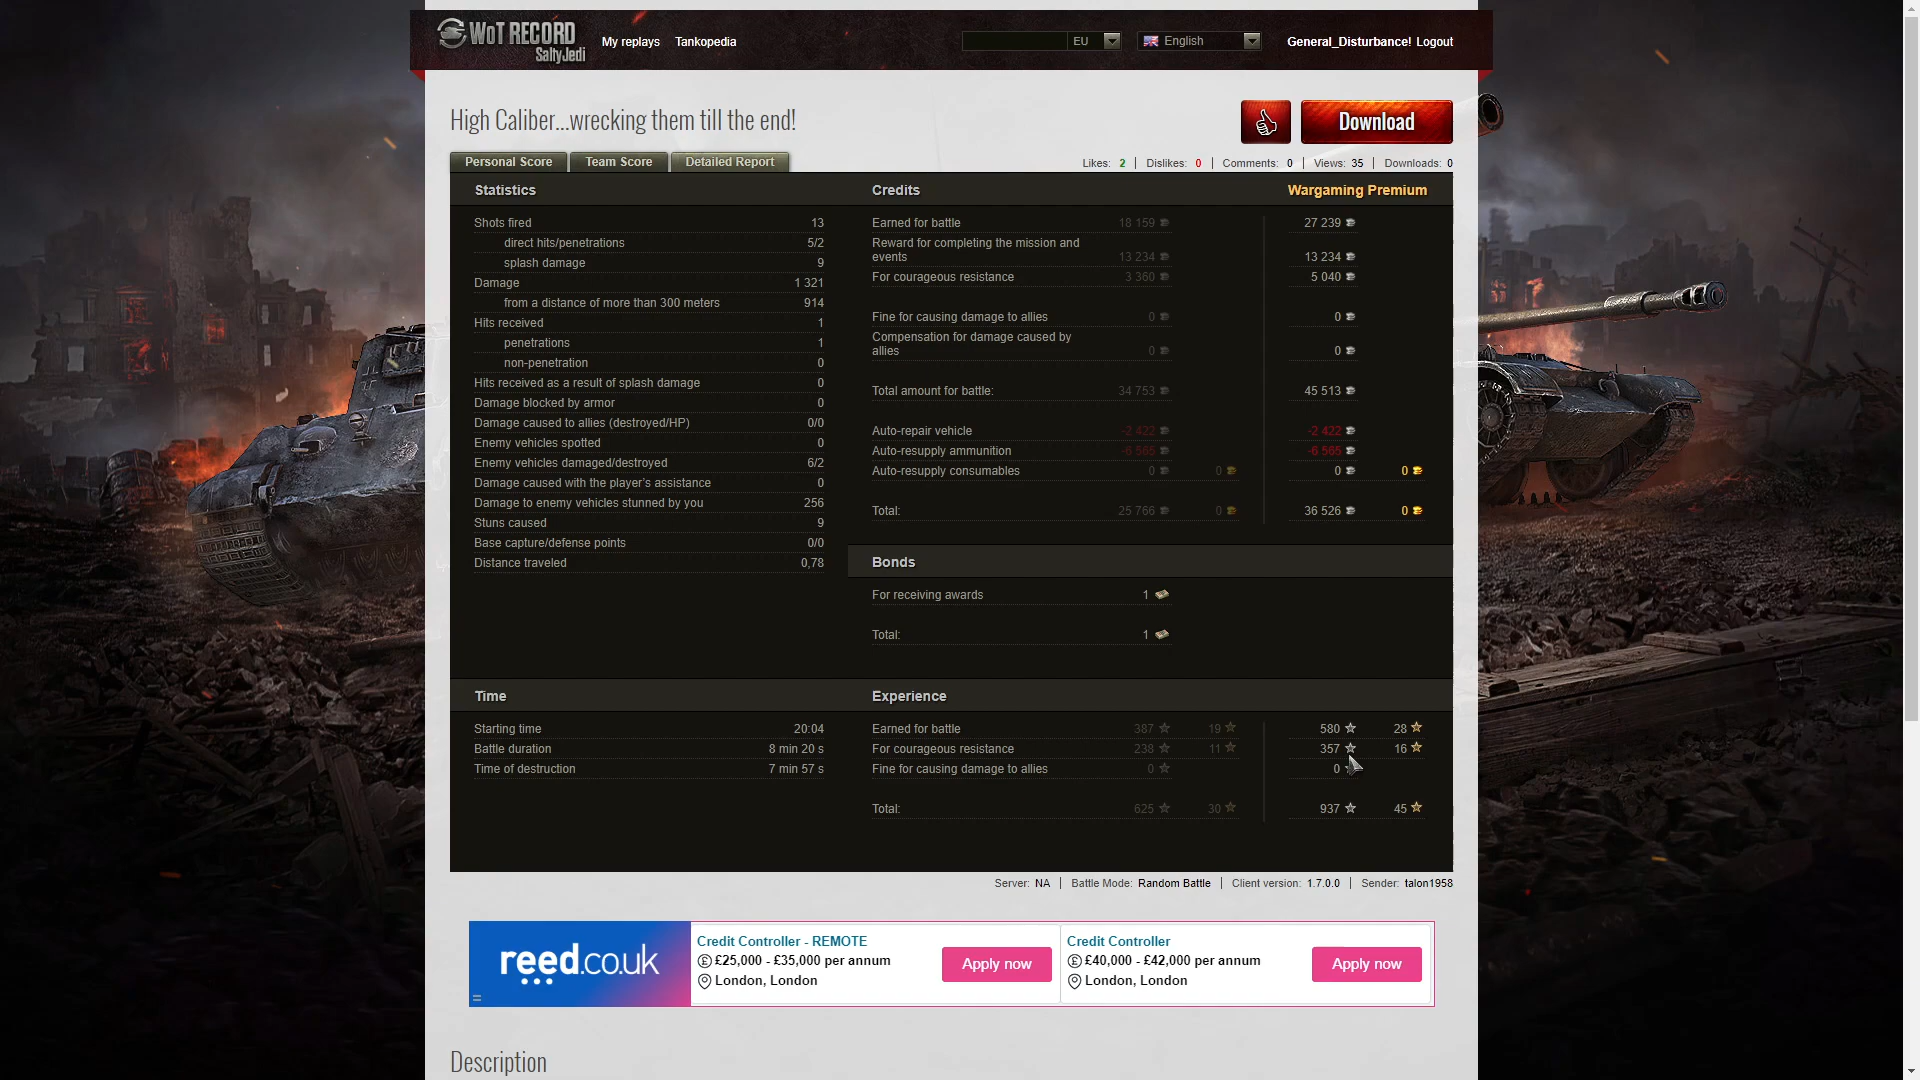 WoT RECORD
SaltyJedi
My replays Tankopedia
EU English General_Disturbance! Logout
High Caliber...wrecking them till the end!
Download
Personal Score Team Score Detailed Report
Likes: 2 | Dislikes: 0 | Comments: 0 | Views: 35 | Downloads: 0
Statistics
Shots fired 13
direct hits/penetrations 5/2
splash damage 9
Damage 1 321
from a distance of more than 300 meters 914
Hits received 1
penetrations 1
non-penetration 0
Hits received as a result of splash damage 0
Damage blocked by armor 0
Damage caused to allies (destroyed/HP) 0/0
Enemy vehicles spotted 0
Enemy vehicles damaged/destroyed 6/2
Damage caused with the player's assistance 0
Damage to enemy vehicles stunned by you 256
Stuns caused 9
Base capture/defense points 0/0
Distance traveled 0,78
Credits Wargaming Premium
Earned for battle 18 159 27 239
Reward for completing the mission and
events 13 234 13 234
For courageous resistance 3 360 5 040
Fine for causing damage to allies 0 0
Compensation for damage caused by
allies 0 0
Total amount for battle: 34 753 45 513
Auto-repair vehicle -2 422 -2 422
Auto-resupply ammunition -6 565 -6 565
Auto-resupply consumables 0 0 0 0
Total: 25 766 0 36 526 0
Bonds
For receiving awards 1
Total: 1
Time
Starting time 20:04
Battle duration 8 min 20 s
Time of destruction 7 min 57 s
Experience
Earned for battle 387 19 580 28
For courageous resistance 238 11 357 16
Fine for causing damage to allies 0 0
Total: 625 30 937 45
Server: NA | Battle Mode: Random Battle | Client version: 1.7.0.0 | Sender: talon1958
reed.co.uk
Credit Controller - REMOTE
£25,000 - £35,000 per annum
London, London
Apply now
Credit Controller
£40,000 - £42,000 per annum
London, London
Apply now
Description